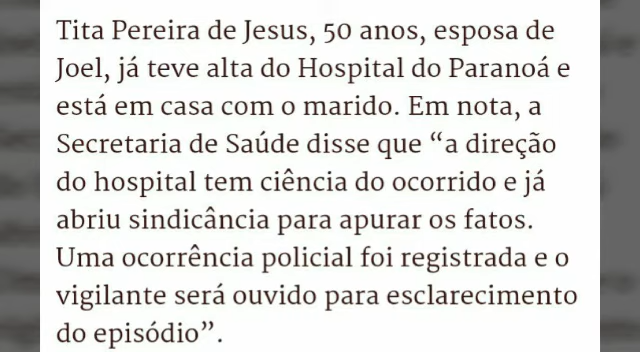 Tita Pereira de Jesus, 50 anos, esposa de
Joel, já teve alta do Hospital do Paranoá e
está em casa com o marido. Em nota, a
Secretaria de Saúde disse que “a direção
do hospital tem ciência do ocorrido e já
abriu sindicância para apurar os fatos.
Uma ocorrência policial foi registrada e o
vigilante será ouvido para esclarecimento
do episódio”.